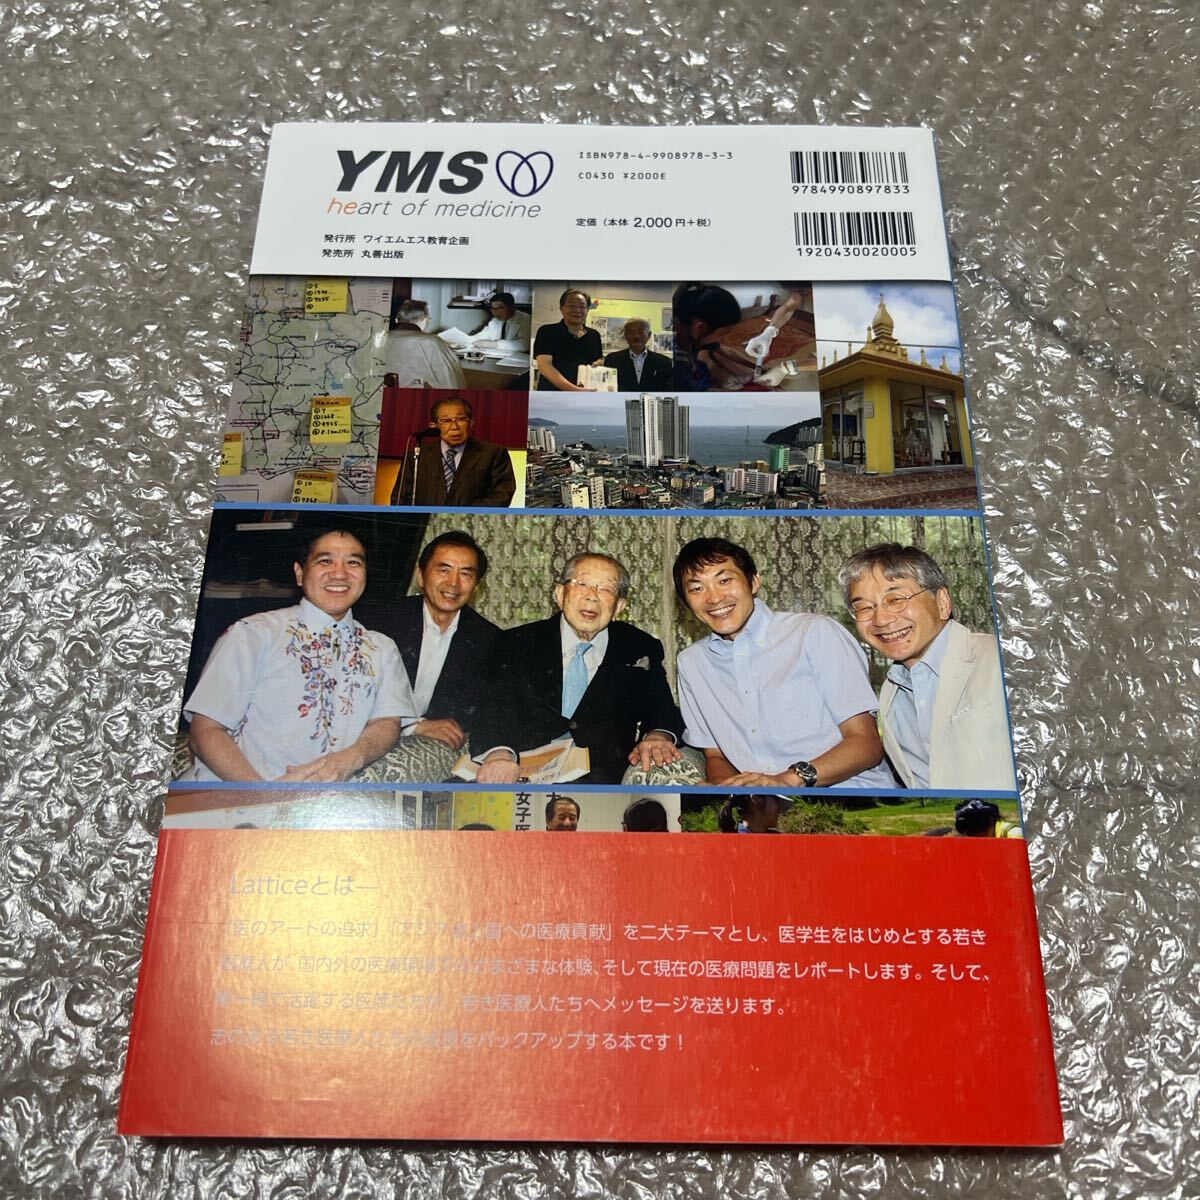 YMS
heart of medicine
ISBN978-4-9908978-3-3
C0430 ¥2000E
定価（本体 2,000円＋税）
発行所 ワイエムエス教育企画
発売所 丸善出版
9784990897833
1920430020005
女子医
Latticeとは―
「医のアートの追求」「アジア 国への医療貢献」を二大テーマとし、医学生をはじめとする若き
医療人が、国内外の医療現場でのさまざまな体験、そして現在の医療問題をレポートします。そして、
第一線で活躍する医師たちが、若き医療人たちへメッセージを送ります。
志のある若き医療人たちの成長をバックアップする本です！